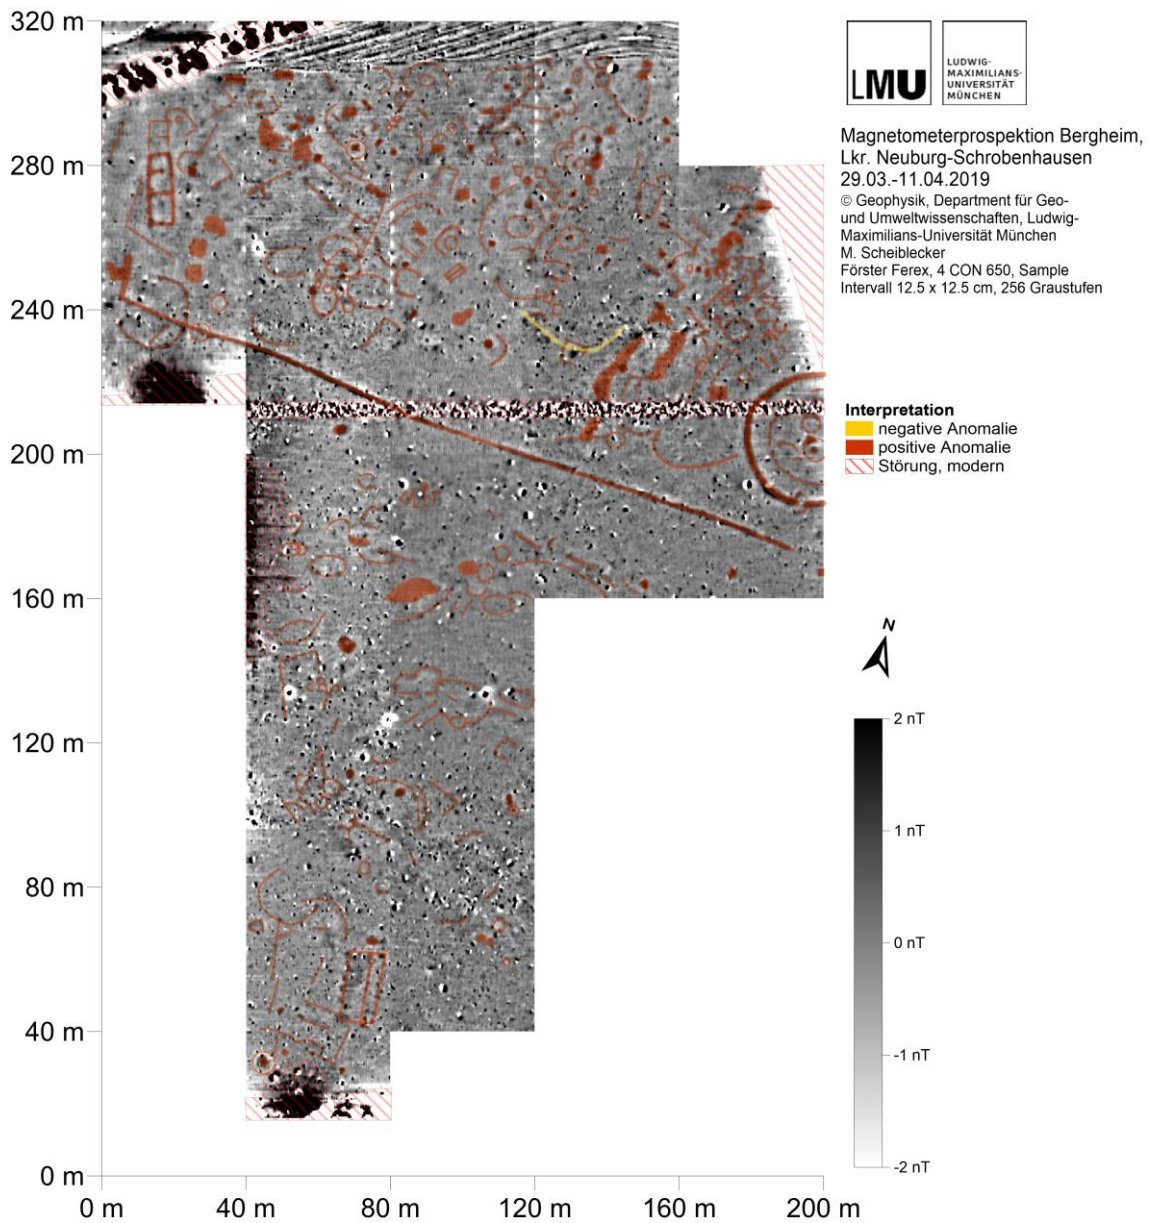 320 m
280 m
240 m
200 m
160 m
120 m
80 m
40 m
0 m
0 m
40 m
80 m
120 m
160 m
200 m
LMU
LUDWIG-
MAXIMILIANS-
UNIVERSITÄT
MÜNCHEN
Magnetometerprospektion Bergheim,
Lkr. Neuburg-Schrobenhausen
29.03.-11.04.2019
© Geophysik, Department für Geo-
und Umweltwissenschaften, Ludwig-
Maximilians-Universität München
M. Scheiblecker
Förster Ferex, 4 CON 650, Sample
Intervall 12.5 x 12.5 cm, 256 Graustufen
Interpretation
negative Anomalie
positive Anomalie
Störung, modern
N
2 nT
1 nT
0 nT
-1 nT
-2 nT